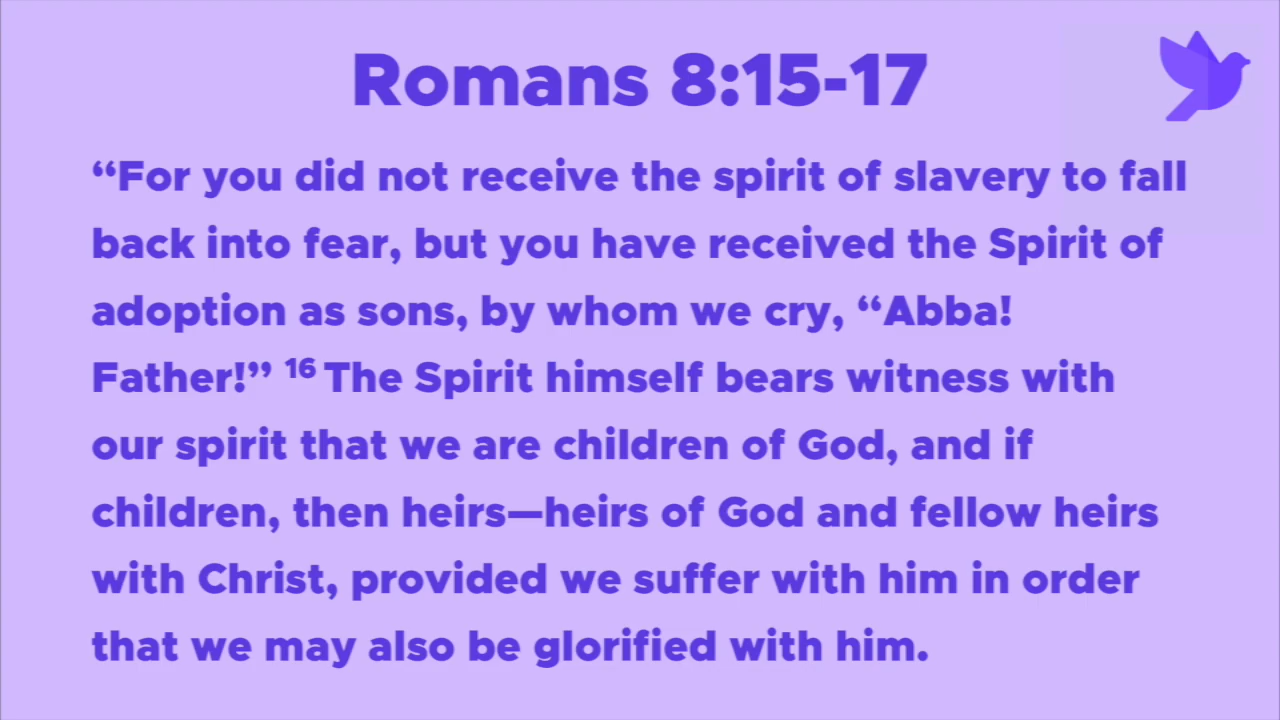 Romans 8:15-17
“For you did not receive the spirit of slavery to fall
back into fear, but you have received the Spirit of
adoption as sons, by whom we cry, “Abba!
Father!” ¹⁶ The Spirit himself bears witness with
our spirit that we are children of God, and if
children, then heirs—heirs of God and fellow heirs
with Christ, provided we suffer with him in order
that we may also be glorified with him.